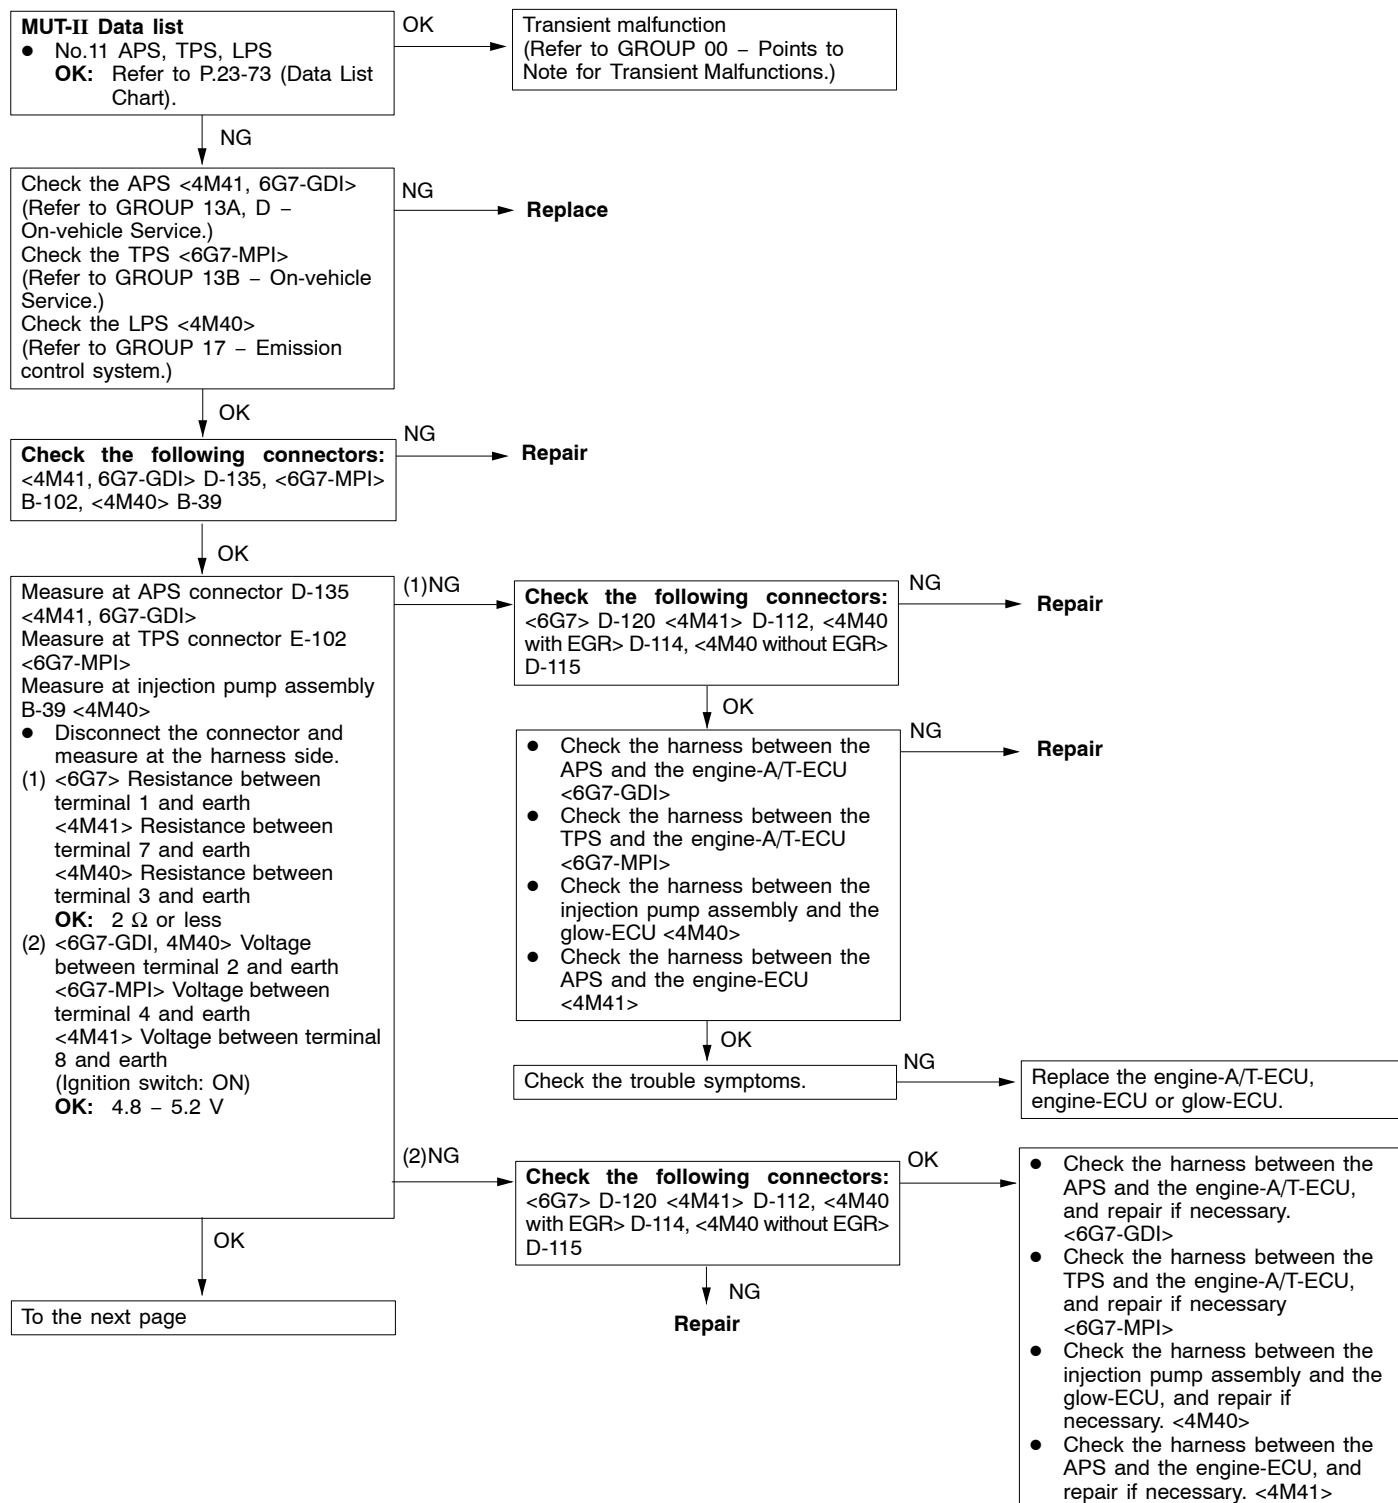 MUT-II Data list
● No.11 APS, TPS, LPS
OK: Refer to P.23-73 (Data List
Chart).
OK
Transient malfunction
(Refer to GROUP 00 – Points to
Note for Transient Malfunctions.)
NG
Check the APS <4M41, 6G7-GDI>
(Refer to GROUP 13A, D –
On-vehicle Service.)
Check the TPS <6G7-MPI>
(Refer to GROUP 13B – On-vehicle
Service.)
Check the LPS <4M40>
(Refer to GROUP 17 – Emission
control system.)
NG
Replace
OK
Check the following connectors:
<4M41, 6G7-GDI> D-135, <6G7-MPI>
B-102, <4M40> B-39
NG
Repair
OK
Measure at APS connector D-135
<4M41, 6G7-GDI>
Measure at TPS connector E-102
<6G7-MPI>
Measure at injection pump assembly
B-39 <4M40>
● Disconnect the connector and
measure at the harness side.
(1) <6G7> Resistance between
terminal 1 and earth
<4M41> Resistance between
terminal 7 and earth
<4M40> Resistance between
terminal 3 and earth
OK: 2 Ω or less
(2) <6G7-GDI, 4M40> Voltage
between terminal 2 and earth
<6G7-MPI> Voltage between
terminal 4 and earth
<4M41> Voltage between terminal
8 and earth
(Ignition switch: ON)
OK: 4.8 – 5.2 V
(1)NG
Check the following connectors:
<6G7> D-120 <4M41> D-112, <4M40
with EGR> D-114, <4M40 without EGR>
D-115
NG
Repair
OK
● Check the harness between the
APS and the engine-A/T-ECU
<6G7-GDI>
● Check the harness between the
TPS and the engine-A/T-ECU
<6G7-MPI>
● Check the harness between the
injection pump assembly and the
glow-ECU <4M40>
● Check the harness between the
APS and the engine-ECU
<4M41>
NG
Repair
OK
Check the trouble symptoms.
NG
Replace the engine-A/T-ECU,
engine-ECU or glow-ECU.
(2)NG
Check the following connectors:
<6G7> D-120 <4M41> D-112, <4M40
with EGR> D-114, <4M40 without EGR>
D-115
OK
● Check the harness between the
APS and the engine-A/T-ECU,
and repair if necessary.
<6G7-GDI>
● Check the harness between the
TPS and the engine-A/T-ECU,
and repair if necessary
<6G7-MPI>
● Check the harness between the
injection pump assembly and the
glow-ECU, and repair if
necessary. <4M40>
● Check the harness between the
APS and the engine-ECU, and
repair if necessary. <4M41>
NG
Repair
OK
To the next page